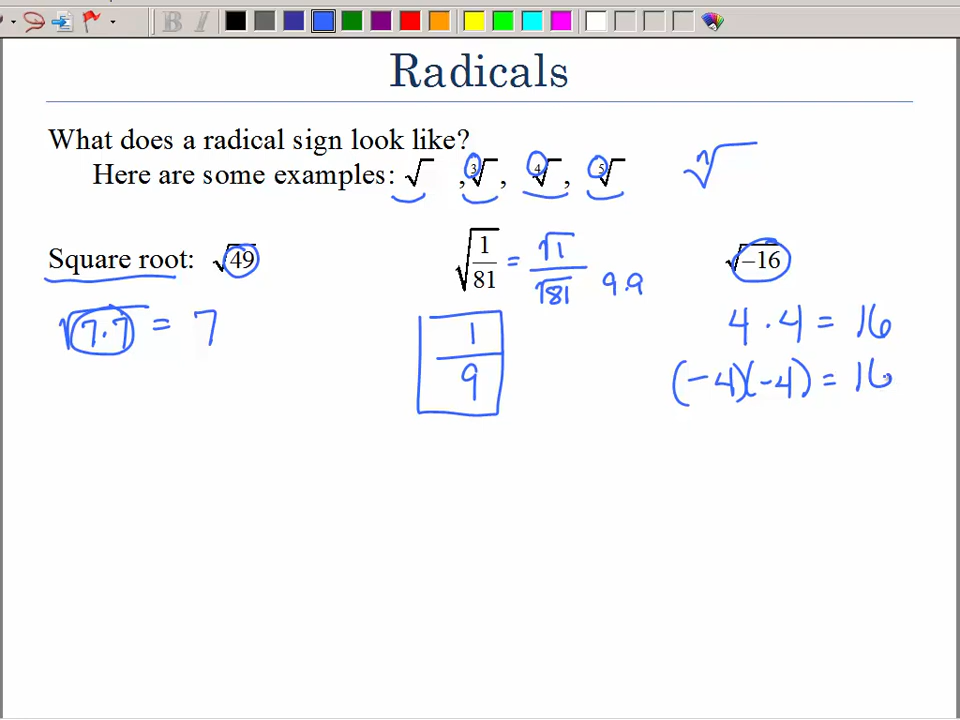 B I
Radicals
What does a radical sign look like?
Here are some examples: √ , ∛, ∜, ⁵√ ⁿ√
Square root: √49
√(1/81) = √1/√81 9·9
√−16
√(7·7) = 7
1/9
4 · 4 = 16
(−4)(−4) = 16